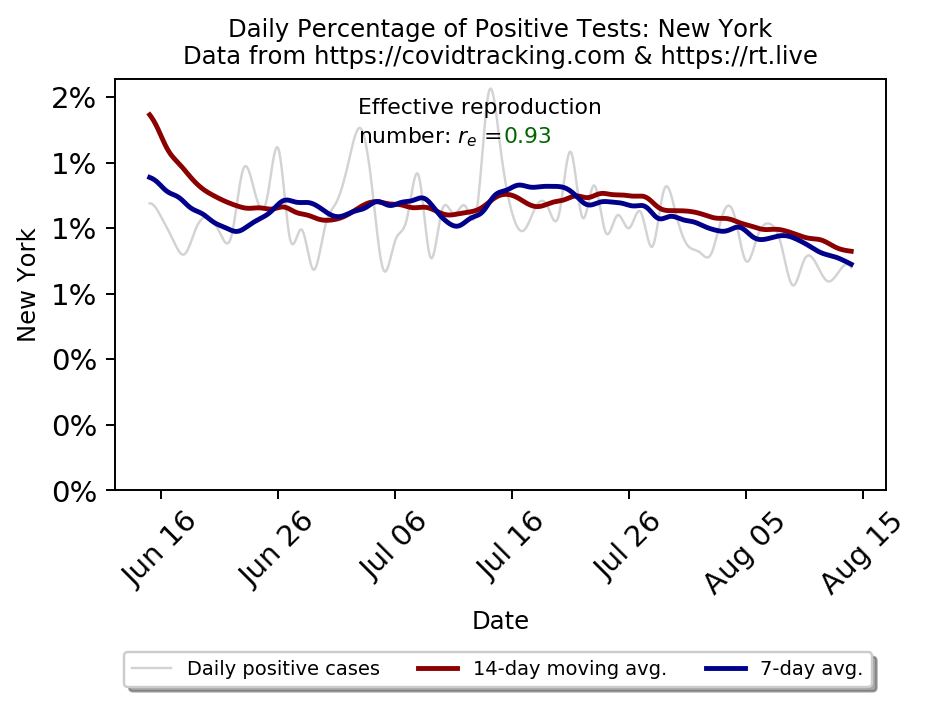 Daily Percentage of Positive Tests: New York
Data from https://covidtracking.com & https://rt.live
Effective reproduction
number: rₑ =0.93
2%
1%
1%
1%
0%
0%
0%
New York
Jun 16
Jun 26
Jul 06
Jul 16
Jul 26
Aug 05
Aug 15
Date
Daily positive cases
14-day moving avg.
7-day avg.